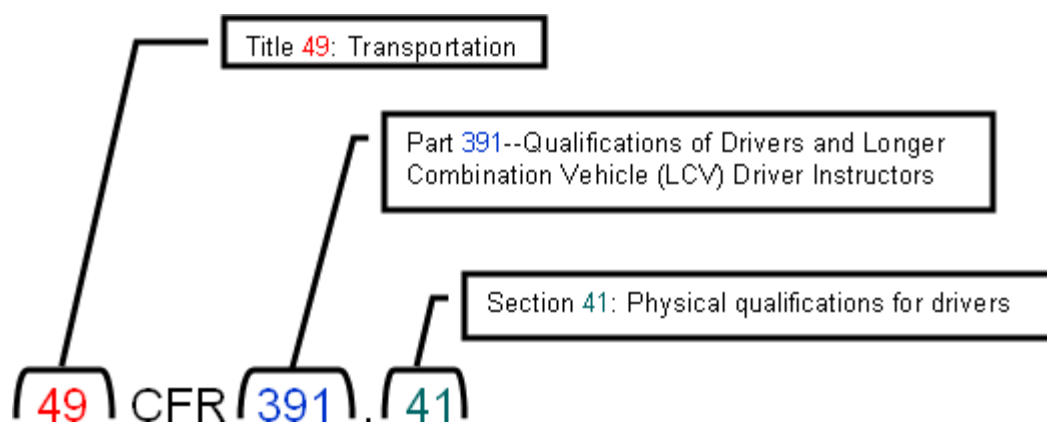 Title 49: Transportation
Part 391--Qualifications of Drivers and Longer
Combination Vehicle (LCV) Driver Instructors
Section 41: Physical qualifications for drivers
49 CFR 391.41